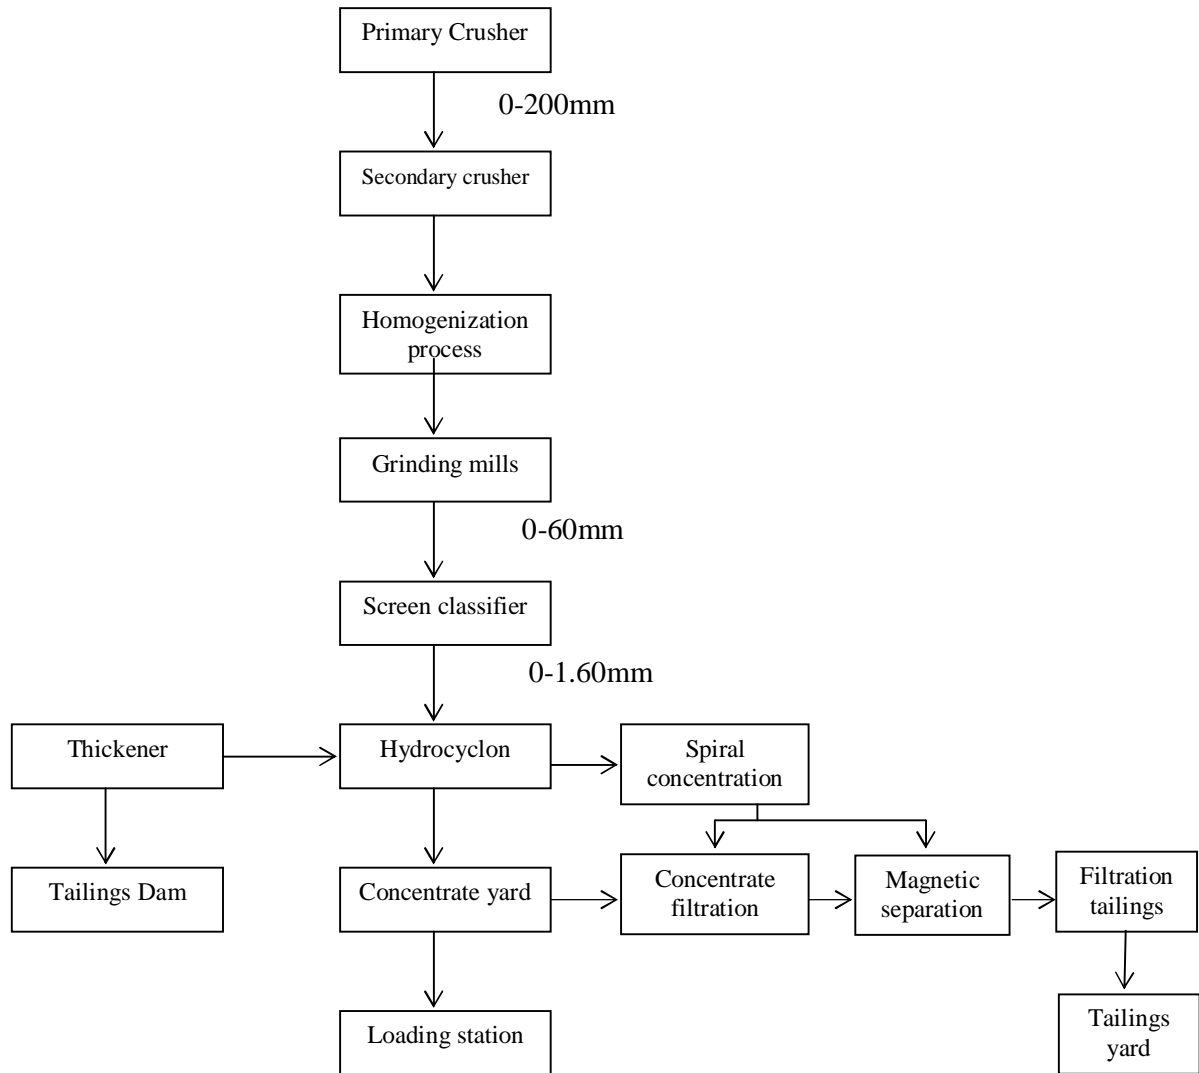 Primary Crusher
0-200mm
Secondary crusher
Homogenization
process
Grinding mills
0-60mm
Screen classifier
0-1.60mm
Thickener
Hydrocyclon
Spiral
concentration
Tailings Dam
Concentrate yard
Concentrate
filtration
Magnetic
separation
Filtration
tailings
Loading station
Tailings
yard